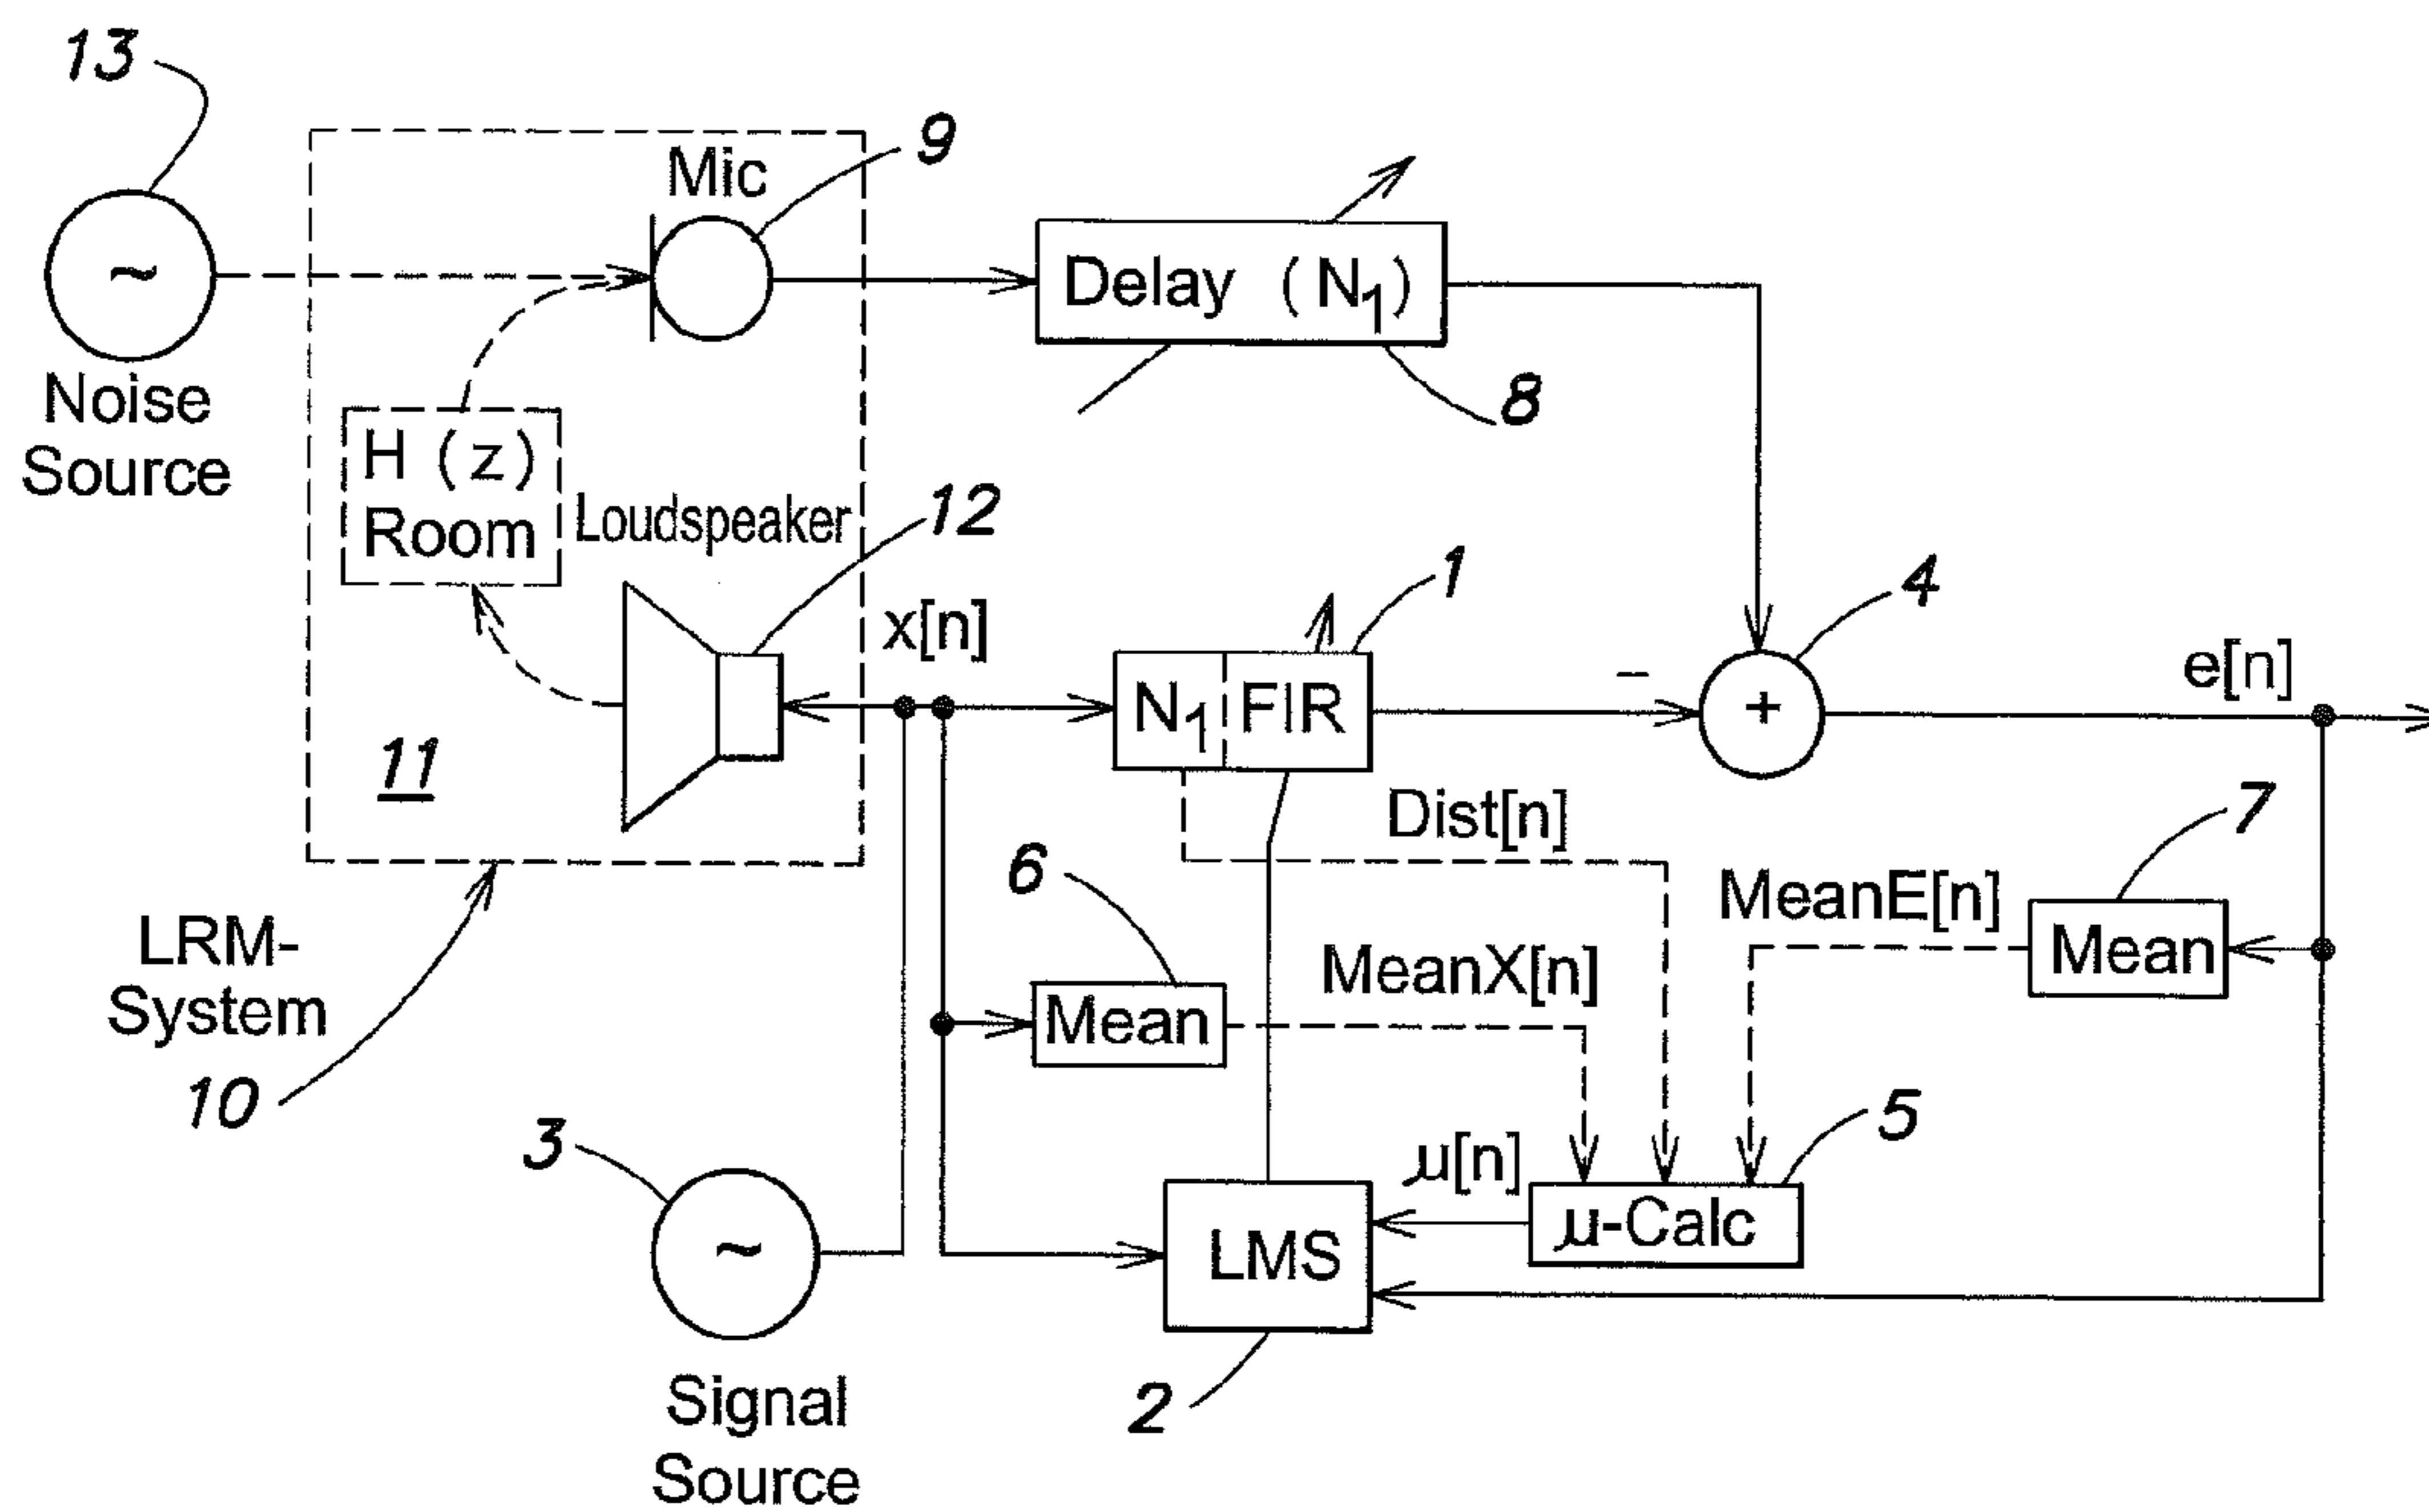 13
9
Mic
~
Delay (N1)
Noise
Source
8
H (z)
Room
Loudspeaker
12
x[n]
1
4
N1 FIR
–
+
e[n]
11
Dist[n]
7
6
MeanE[n]
Mean
LRM-
System
MeanX[n]
Mean
10
3
5
µ[n]
µ-Calc
~
LMS
2
Signal
Source